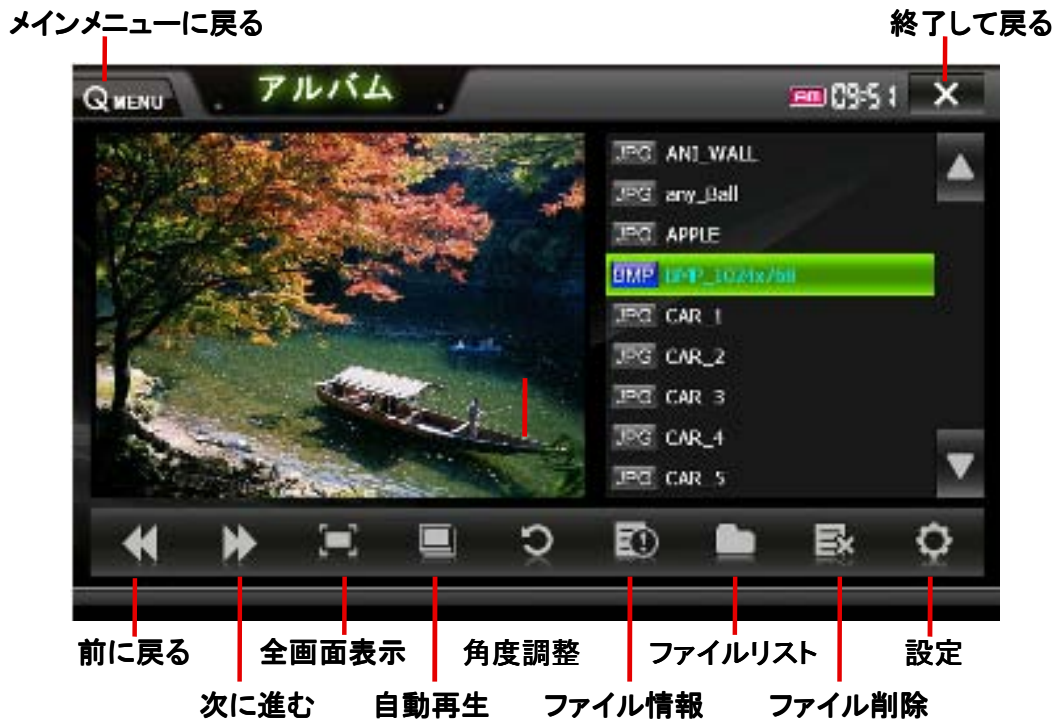 メインメニューに戻る
終了して戻る
Q MENU
アルバム
AM 09:51
JPG ANI_WALL
JPG any_Ball
JPG APPLE
BMP BMP_1024x768
JPG CAR_1
JPG CAR_2
JPG CAR_3
JPG CAR_4
JPG CAR_5
前に戻る
全画面表示
角度調整
ファイルリスト
設定
次に進む
自動再生
ファイル情報
ファイル削除